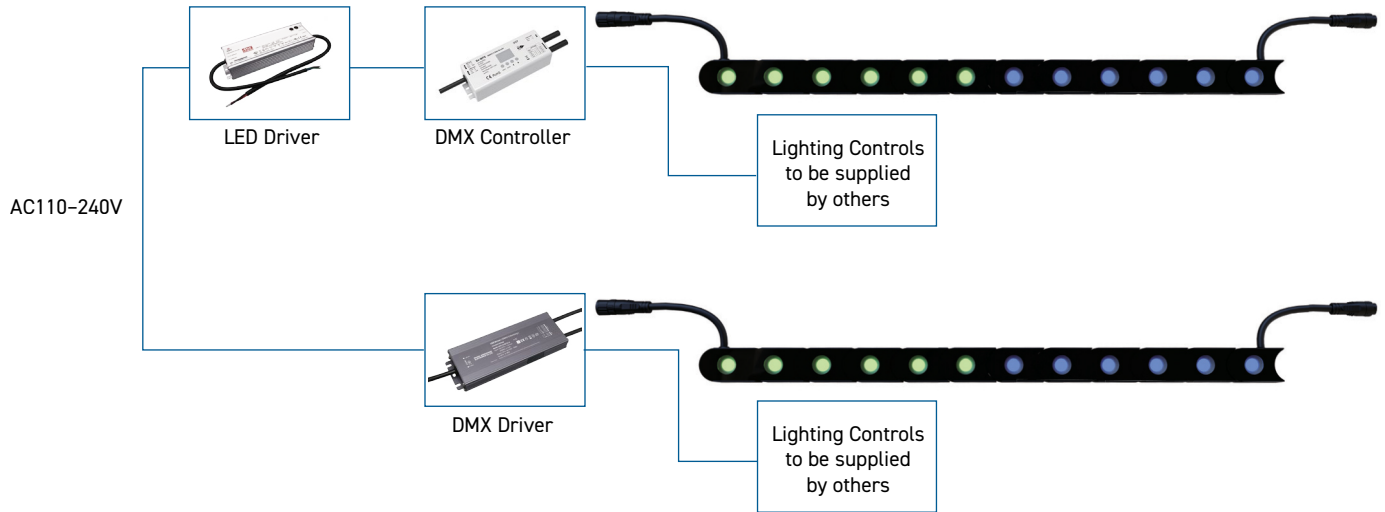 LED Driver
DMX Controller
Lighting Controls
to be supplied
by others
AC110–240V
DMX Driver
Lighting Controls
to be supplied
by others